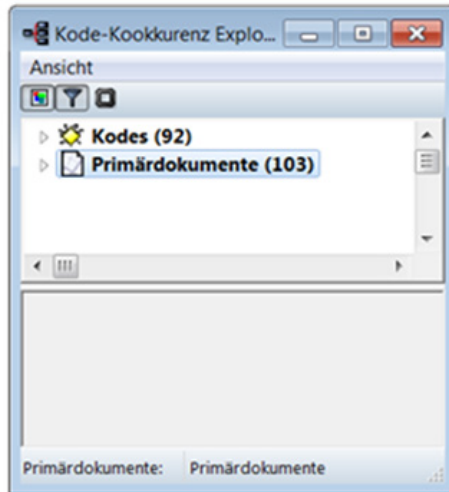 Kode-Kookkurenz Explo...
Ansicht
Kodes (92)
Primärdokumente (103)
Primärdokumente: Primärdokumente